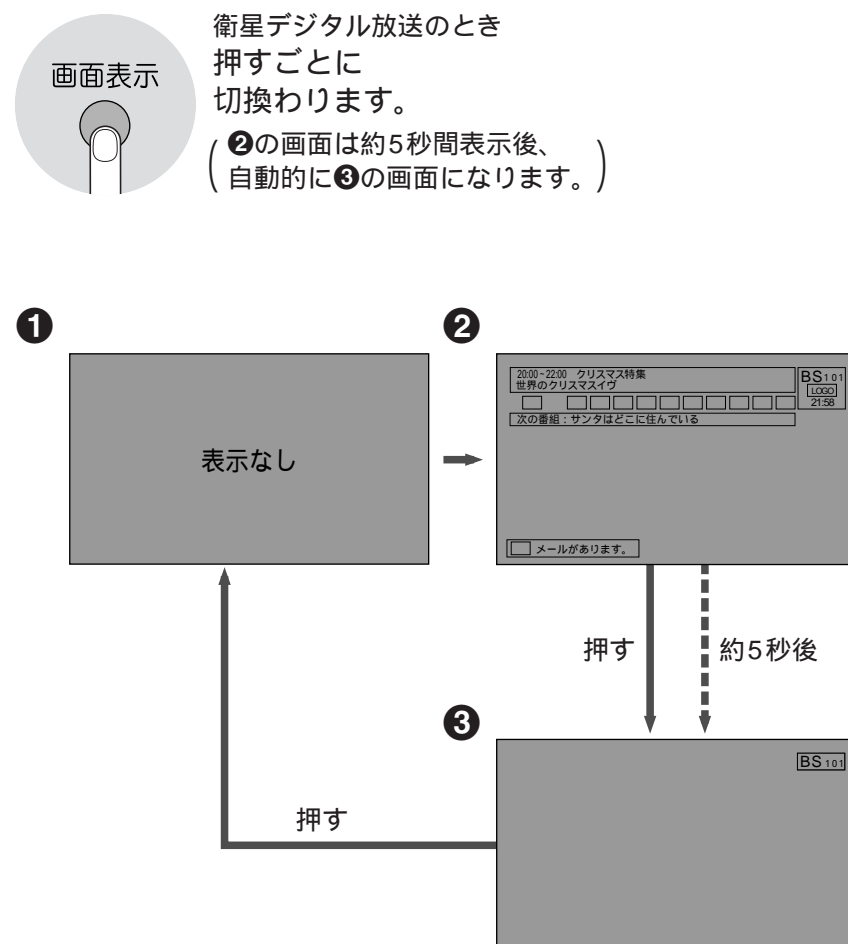 画面表示
衛星デジタル放送のとき
押すごとに
切換わります。
(❷の画面は約5秒間表示後、
自動的に❸の画面になります。)
❶
表示なし
❷
20:00~22:00 クリスマス特集
世界のクリスマスイヴ
BS101
LOGO
21:58
次の番組:サンタはどこに住んでいる
メールがあります。
押す
約5秒後
❸
BS101
押す